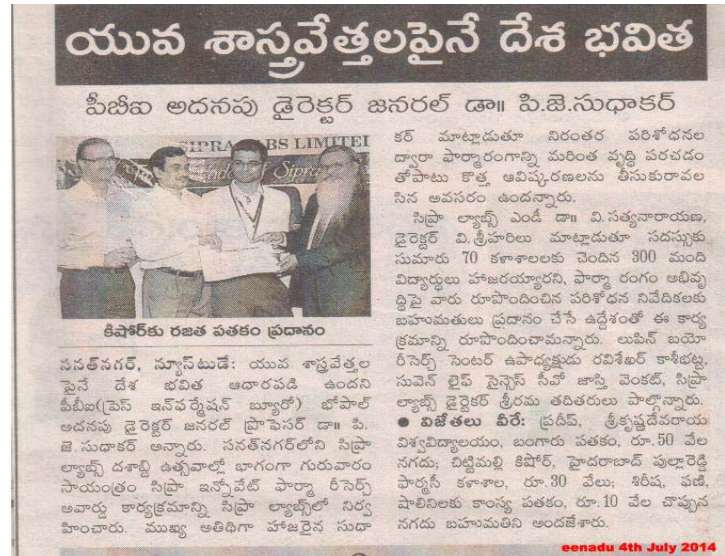 యువ శాస్త్రవేత్తలపైనే దేశ భవిత
పీబీఐ అదనపు డైరెక్టర్ జనరల్ డా॥ పి.జె.సుధాకర్
SIPRA LABS LIMITED
కిషోర్‌కు రజత పతకం ప్రదానం
సనత్‌నగర్, న్యూస్‌టుడే: యువ శాస్త్రవేత్తల
పైనే దేశ భవిత ఆధారపడి ఉందని
పీబీఐ(ప్రెస్ ఇన్‌ఫర్మేషన్ బ్యూరో) భోపాల్
అదనపు డైరెక్టర్ జనరల్ ప్రొఫెసర్ డా॥ పి.
జె.సుధాకర్ అన్నారు. సనత్‌నగర్‌లోని సిప్రా
ల్యాబ్స్ దశాబ్ది ఉత్సవాల్లో భాగంగా గురువారం
సాయంత్రం సిప్రా ఇన్నోవేట్ ఫార్మా రీసెర్చ్
అవార్డు కార్యక్రమాన్ని సిప్రా ల్యాబ్స్‌లో నిర్వ
హించారు. ముఖ్య అతిథిగా హాజరైన సుధా
కర్ మాట్లాడుతూ నిరంతర పరిశోధనల
ద్వారా ఫార్మారంగాన్ని మరింత వృద్ధి పరచడం
తోపాటు కొత్త ఆవిష్కరణలను తీసుకురావల
సిన అవసరం ఉందన్నారు.
సిప్రా ల్యాబ్స్ ఎండీ డా॥ వి.సత్యనారాయణ,
డైరెక్టర్ వి.శ్రీహరిలు మాట్లాడుతూ సదస్సుకు
సుమారు 70 కళాశాలలకు చెందిన 300 మంది
విద్యార్థులు హాజరయ్యారని, ఫార్మా రంగం అభివృ
ద్ధిపై వారు రూపొందించిన పరిశోధన నివేదికలకు
బహుమతులు ప్రదానం చేసే ఉద్దేశంతో ఈ కార్య
క్రమాన్ని రూపొందించామన్నారు. లుపిన్ బయో
రీసెర్చ్ సెంటర్ ఉపాధ్యక్షుడు రవిశేఖర్ కాశీభట్ట,
సువెన్ లైఫ్ సైన్సెస్ సీవో జాస్తి వెంకట్, సిప్రా
ల్యాబ్స్ డైరెక్టర్ శ్రీరమ తదితరులు పాల్గొన్నారు.
● విజేతలు వీరే: ప్రదీప్, శ్రీకృష్ణదేవరాయ
విశ్వవిద్యాలయం, బంగారు పతకం, రూ.50 వేల
నగదు; చిట్టిమల్లి కిషోర్, హైదరాబాద్ పుల్లారెడ్డి
ఫార్మసీ కళాశాల, రూ.30 వేలు; శిరీష, ఫణి,
షాలినిలకు కాంస్య పతకం, రూ.10 వేల చొప్పున
నగదు బహుమతిని అందజేశారు.
eenadu 4th July 2014